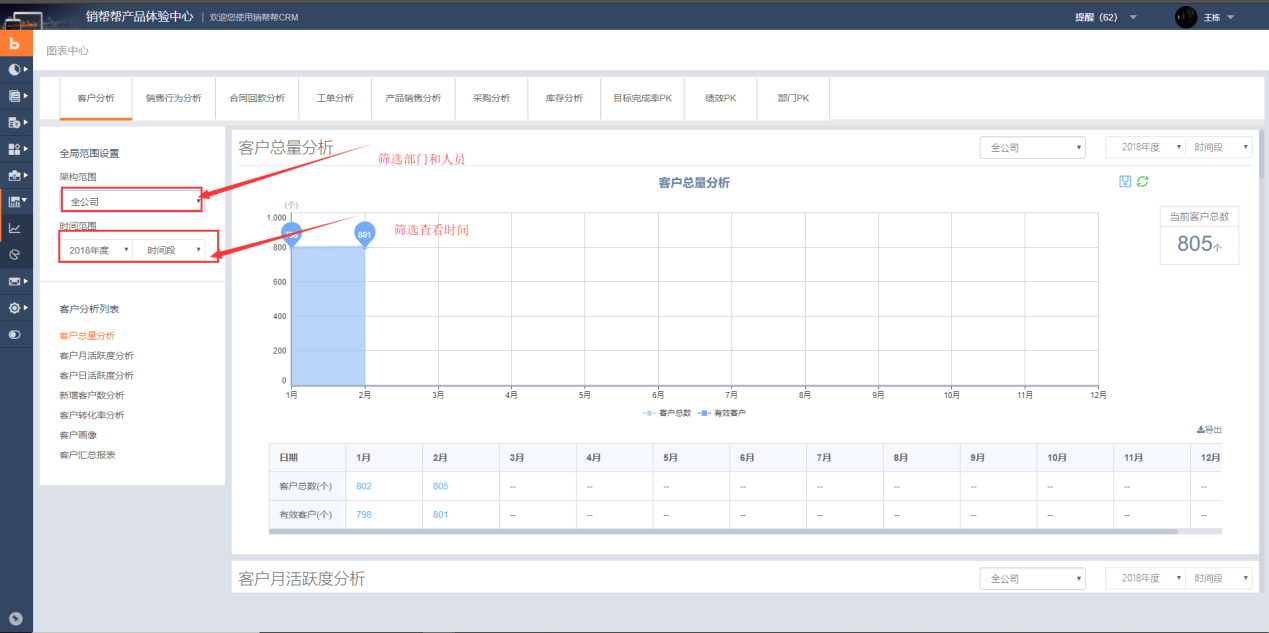 销帮帮产品体验中心 | 欢迎您使用销帮帮CRM 提醒（62） 王栋
图表中心
客户分析 销售行为分析 合同回款分析 工单分析 产品销售分析 采购分析 库存分析 目标完成率PK 绩效PK 部门PK
全局范围设置
架构范围
全公司
时间范围
2018年度 时间段
客户分析列表
客户总量分析
客户月活跃度分析
客户日活跃度分析
新增客户数分析
客户转化率分析
客户画像
客户汇总报表
客户总量分析 全公司 2018年度 时间段
筛选部门和人员
筛选查看时间
客户总量分析
(个)
1,000
800
600
400
200
0
801
1月 2月 3月 4月 5月 6月 7月 8月 9月 10月 11月 12月
客户总数 有效客户
当前客户总数
805个
导出
日期 1月 2月 3月 4月 5月 6月 7月 8月 9月 10月 11月 12月
客户总数(个) 802 805 -- -- -- -- -- -- -- -- -- --
有效客户(个) 798 801 -- -- -- -- -- -- -- -- -- --
客户月活跃度分析 全公司 2018年度 时间段